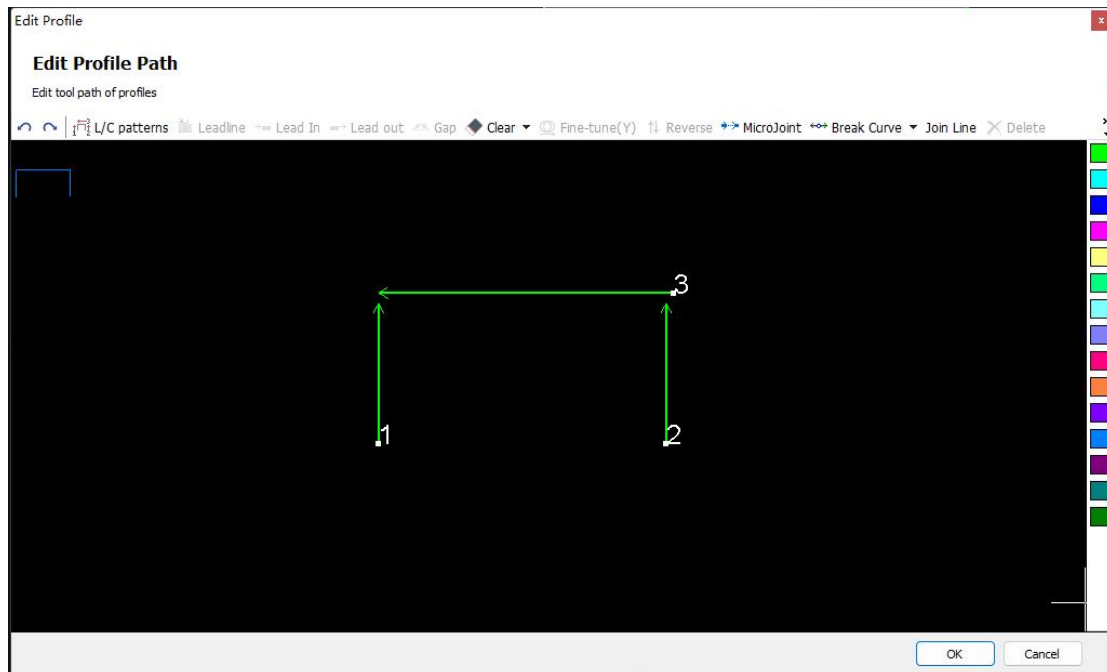 Edit Profile
Edit Profile Path
Edit tool path of profiles
L/C patterns Leadline Lead In Lead out Gap Clear Fine-tune(Y) Reverse MicroJoint Break Curve Join Line Delete
3
1 2
OK Cancel